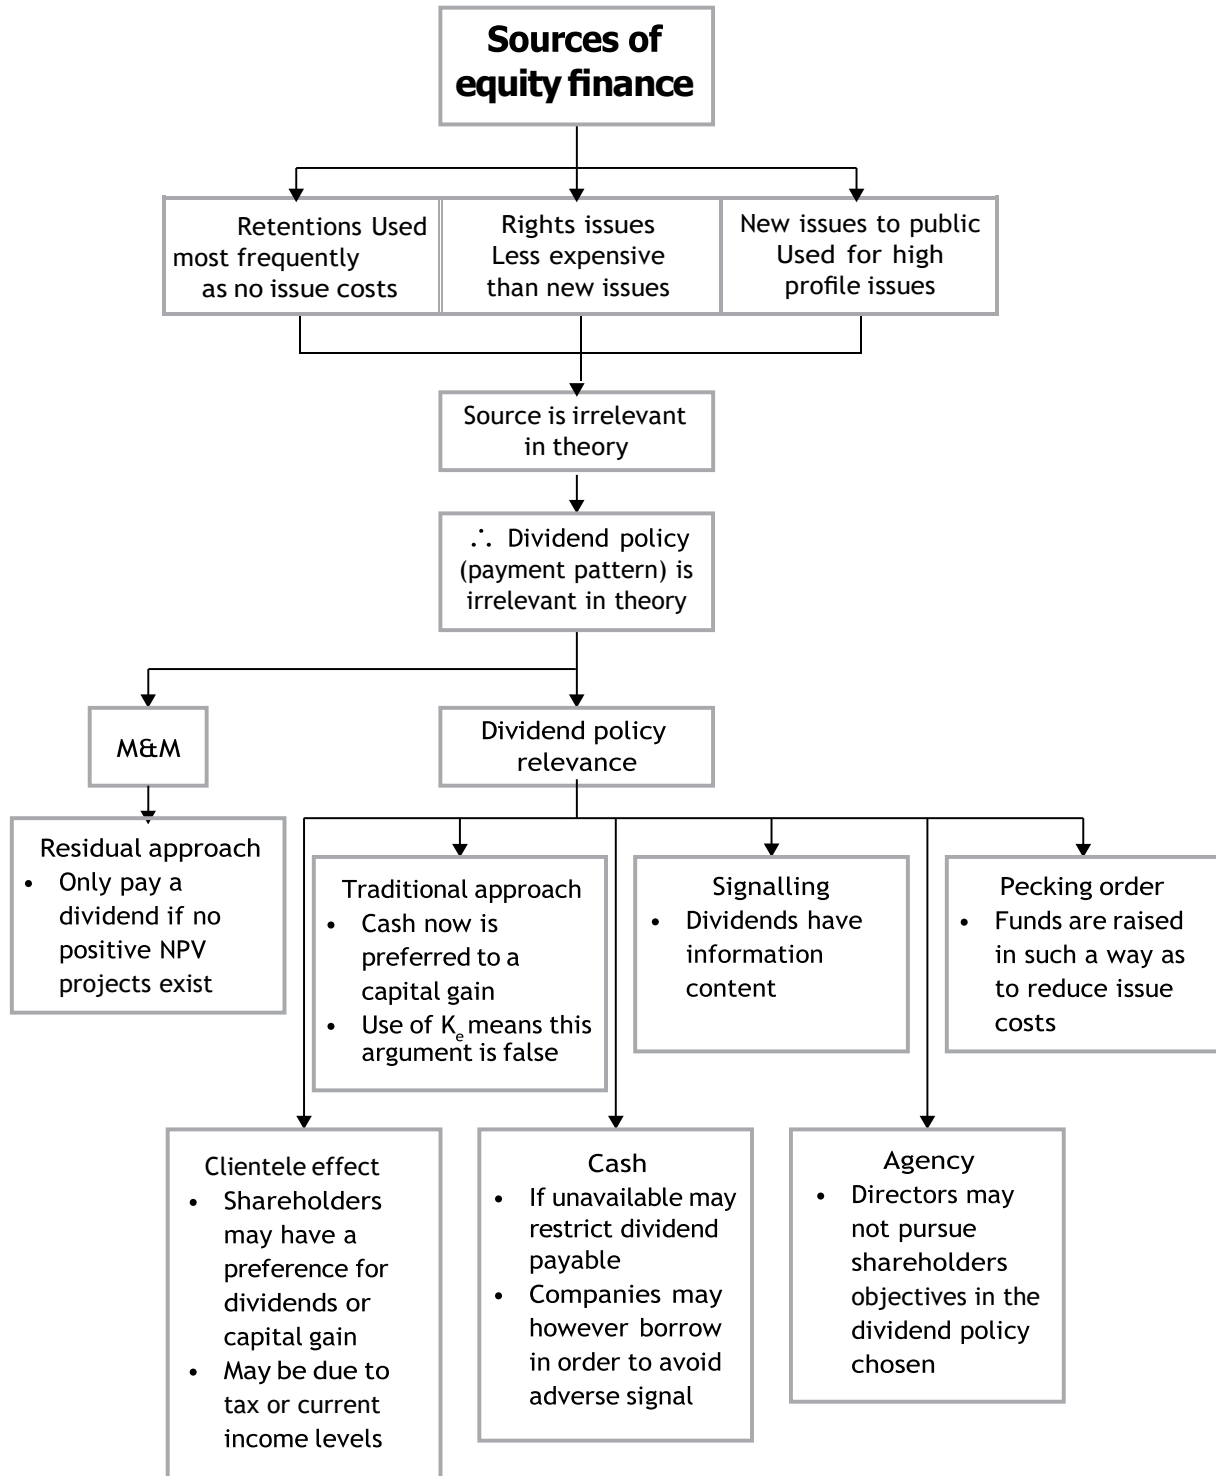 Sources of
equity finance
Retentions Used
most frequently
as no issue costs
Rights issues
Less expensive
than new issues
New issues to public
Used for high
profile issues
Source is irrelevant
in theory
∴ Dividend policy
(payment pattern) is
irrelevant in theory
M&M
Dividend policy
relevance
Residual approach
• Only pay a
dividend if no
positive NPV
projects exist
Traditional approach
• Cash now is
preferred to a
capital gain
• Use of Ke means this
argument is false
Signalling
• Dividends have
information
content
Pecking order
• Funds are raised
in such a way as
to reduce issue
costs
Clientele effect
• Shareholders
may have a
preference for
dividends or
capital gain
• May be due to
tax or current
income levels
Cash
• If unavailable may
restrict dividend
payable
• Companies may
however borrow
in order to avoid
adverse signal
Agency
• Directors may
not pursue
shareholders
objectives in the
dividend policy
chosen